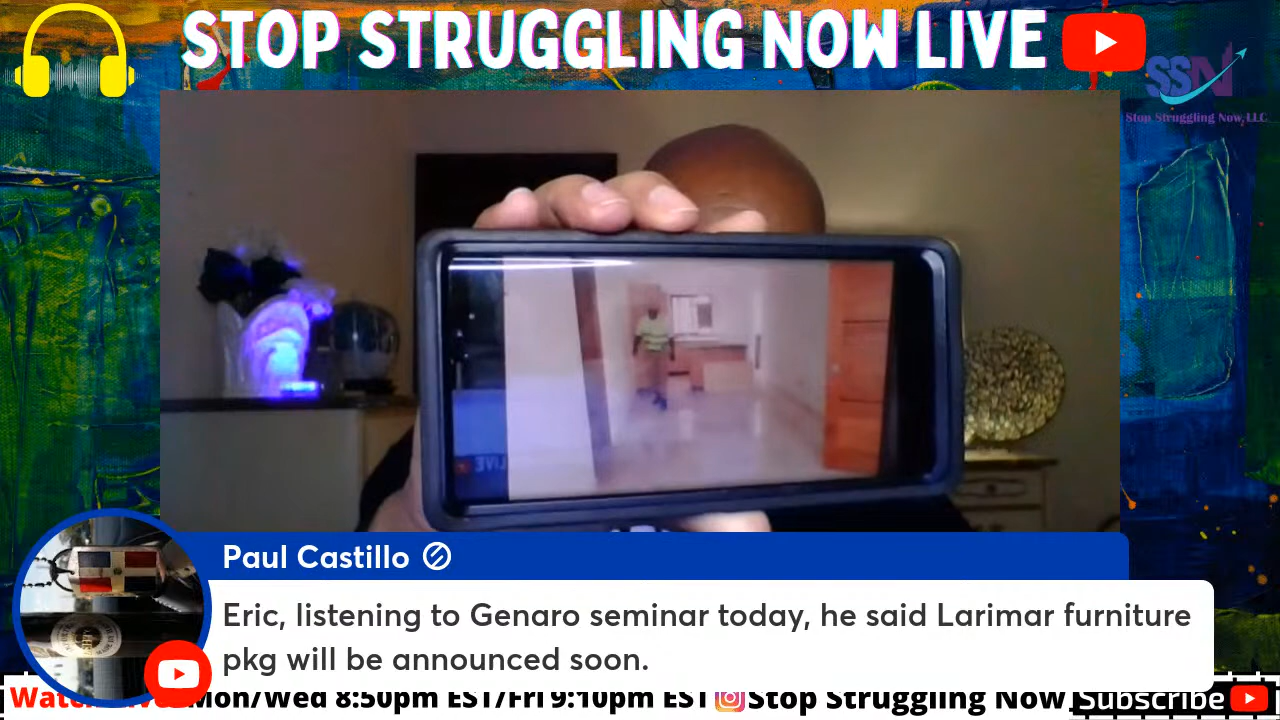 STOP STRUGGLING NOW LIVE
SSN
Stop Struggling Now, LLC
LIVE
Paul Castillo
Eric, listening to Genaro seminar today, he said Larimar furniture
pkg will be announced soon.
Mon/Wed 8:50pm EST/Fri 9:10pm EST Stop Struggling Now, Subscribe